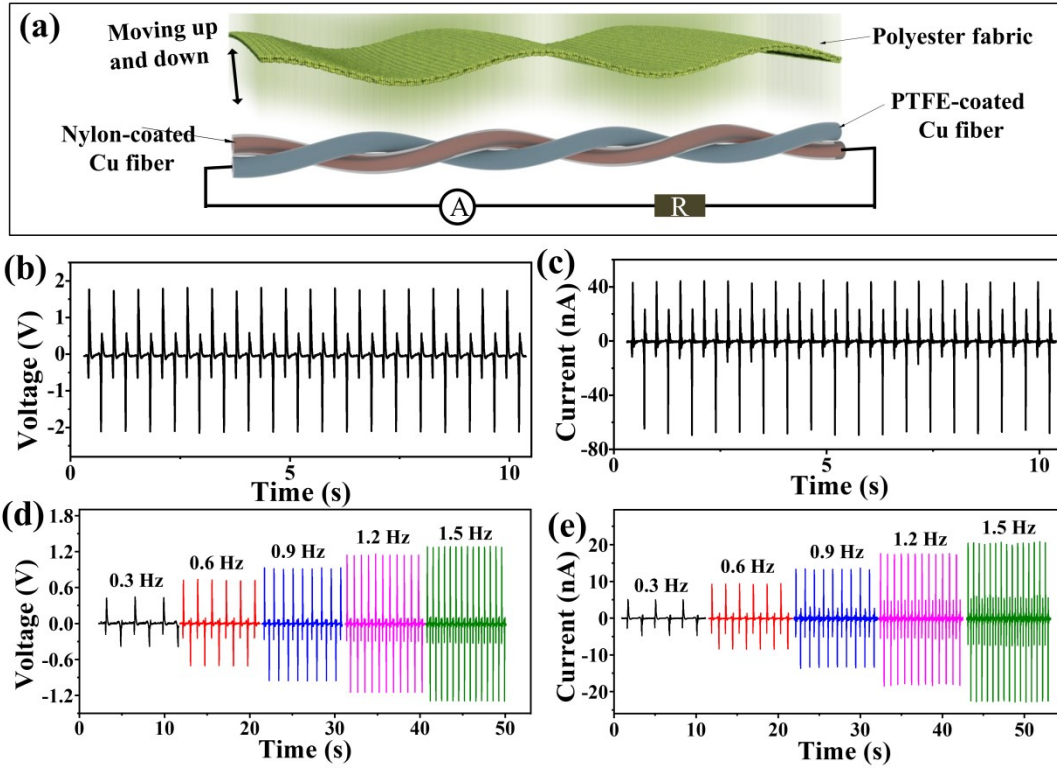 (a)
Moving up
and down
Polyester fabric
PTFE-coated
Cu fiber
Nylon-coated
Cu fiber
A
R
(b)
Voltage (V)
2
1
0
-1
-2
0
5
10
Time (s)
(c)
Current (nA)
40
0
-40
-80
0
5
10
Time (s)
(d)
Voltage (V)
1.8
1.2
0.6
0.0
-0.6
-1.2
0.3 Hz
0.6 Hz
0.9 Hz
1.2 Hz
1.5 Hz
0
10
20
30
40
50
Time (s)
(e)
Current (nA)
30
20
10
0
-10
-20
0.3 Hz
0.6 Hz
0.9 Hz
1.2 Hz
1.5 Hz
0
10
20
30
40
50
Time (s)